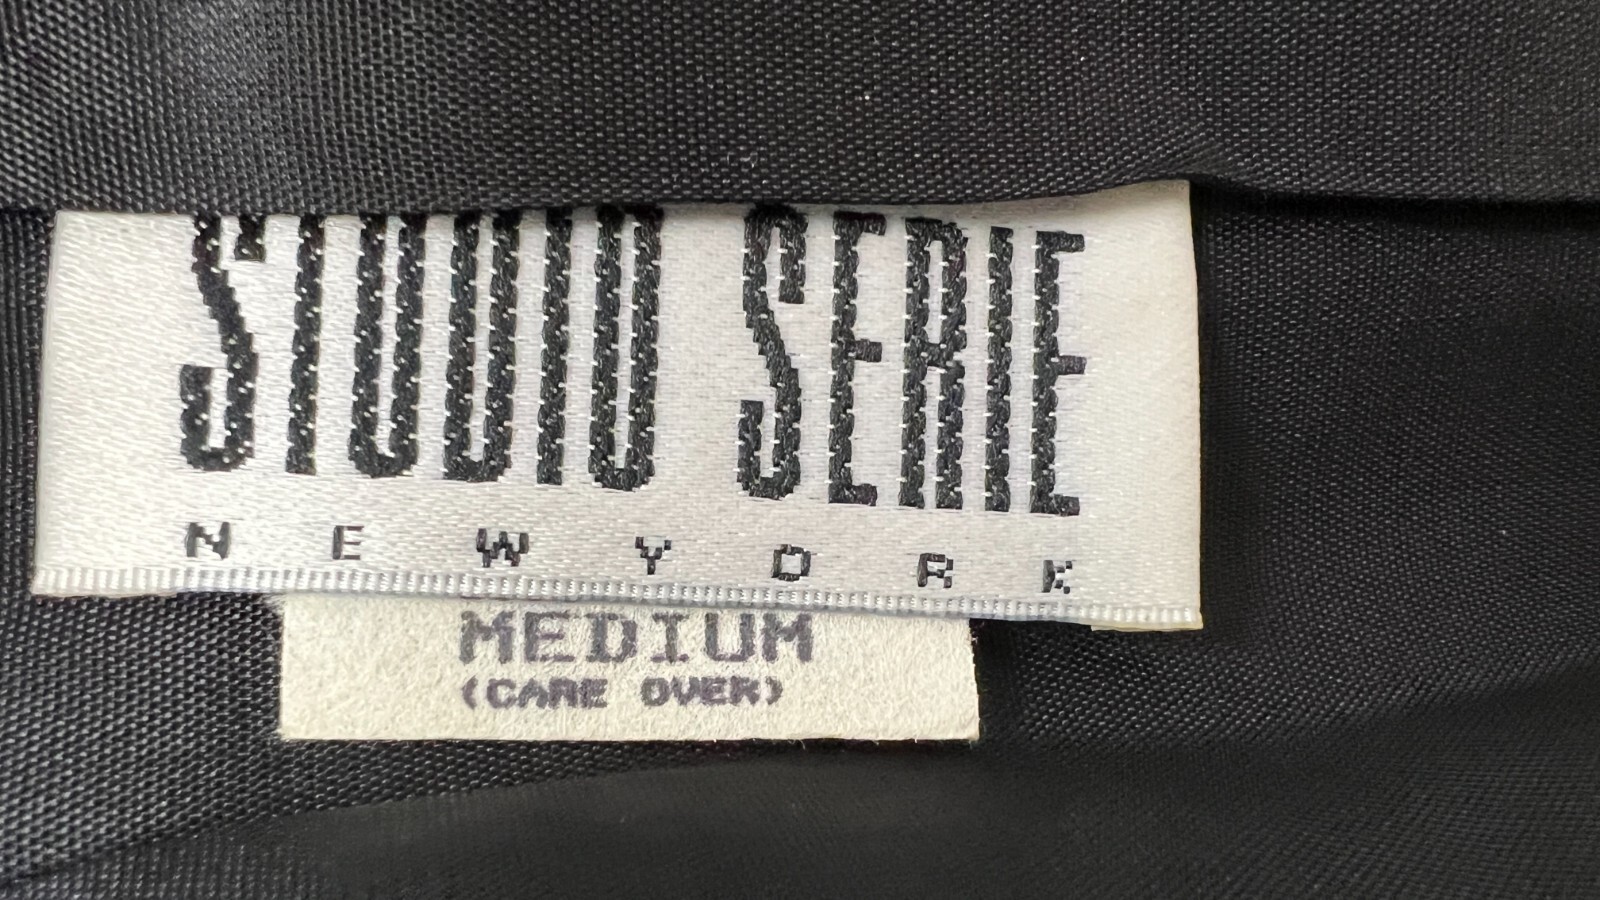 STUDIO SERIE
NEW YORK
MEDIUM
(CARE OVER)